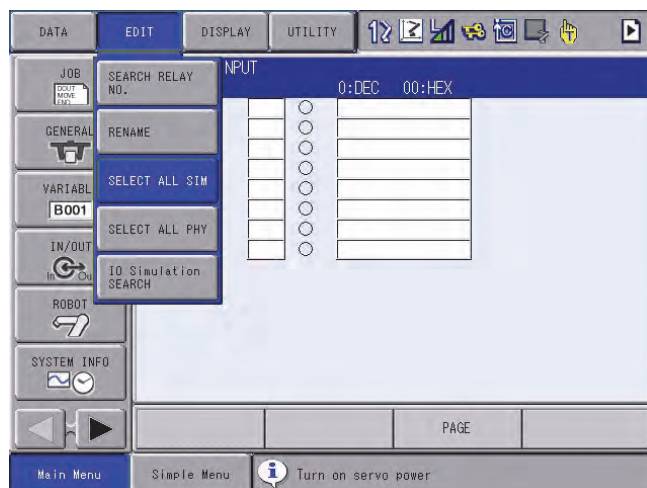 DATA
EDIT
DISPLAY
UTILITY
JOB
DOUT
MOVE
END
GENERAL
VARIABL
B001
IN/OUT
In
Ou
ROBOT
SYSTEM INFO
SEARCH RELAY
NO.
RENAME
SELECT ALL SIM
SELECT ALL PHY
IO Simulation
SEARCH
NPUT
0:DEC 00:HEX
PAGE
Main Menu
Simple Menu
Turn on servo power